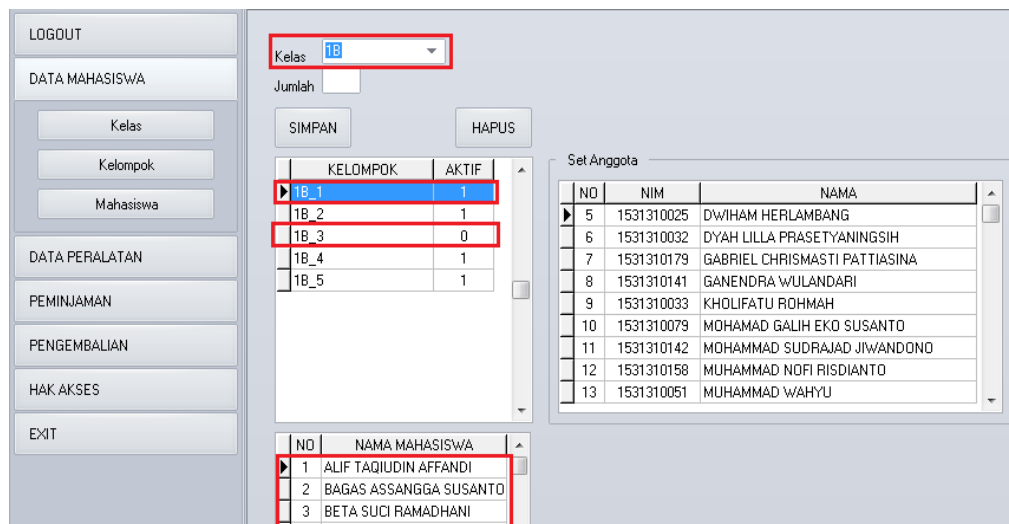 LOGOUT
DATA MAHASISWA
Kelas
Kelompok
Mahasiswa
DATA PERALATAN
PEMINJAMAN
PENGEMBALIAN
HAK AKSES
EXIT
Kelas 1B
Jumlah
SIMPAN HAPUS
KELOMPOK AKTIF
1B_1 1
1B_2 1
1B_3 0
1B_4 1
1B_5 1
NO NAMA MAHASISWA
1 ALIF TAQIUDIN AFFANDI
2 BAGAS ASSANGGA SUSANTO
3 BETA SUCI RAMADHANI
Set Anggota
NO NIM NAMA
5 1531310025 DWIHAM HERLAMBANG
6 1531310032 DYAH LILLA PRASETYANINGSIH
7 1531310179 GABRIEL CHRISMASTI PATTIASINA
8 1531310141 GANENDRA WULANDARI
9 1531310033 KHOLIFATU ROHMAH
10 1531310079 MOHAMAD GALIH EKO SUSANTO
11 1531310142 MOHAMMAD SUDRAJAD JIWANDONO
12 1531310158 MUHAMMAD NOFI RISDIANTO
13 1531310051 MUHAMMAD WAHYU